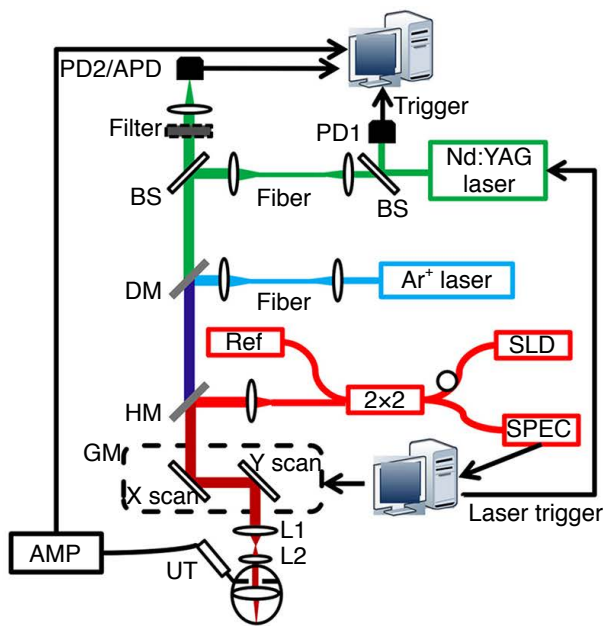 PD2/APD
Trigger
Filter
PD1
Nd:YAG
laser
BS
Fiber
BS
DM
Fiber
Ar+ laser
Ref
SLD
HM
2×2
SPEC
GM
Y scan
X scan
Laser trigger
L1
AMP
UT
L2